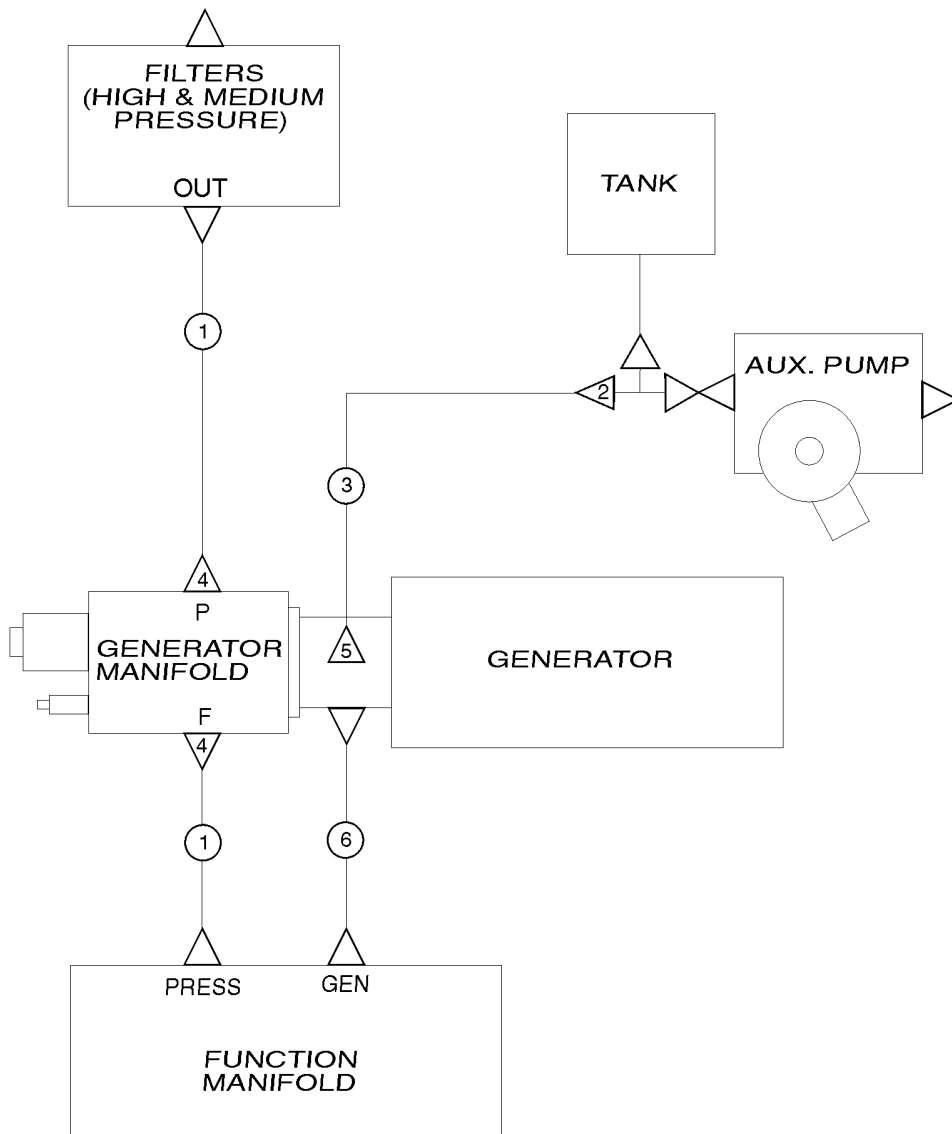 FILTERS
(HIGH & MEDIUM
PRESSURE)
OUT
TANK
1
AUX. PUMP
2
3
4
P
GENERATOR
MANIFOLD
5
GENERATOR
F
4
1
6
PRESS
GEN
FUNCTION
MANIFOLD